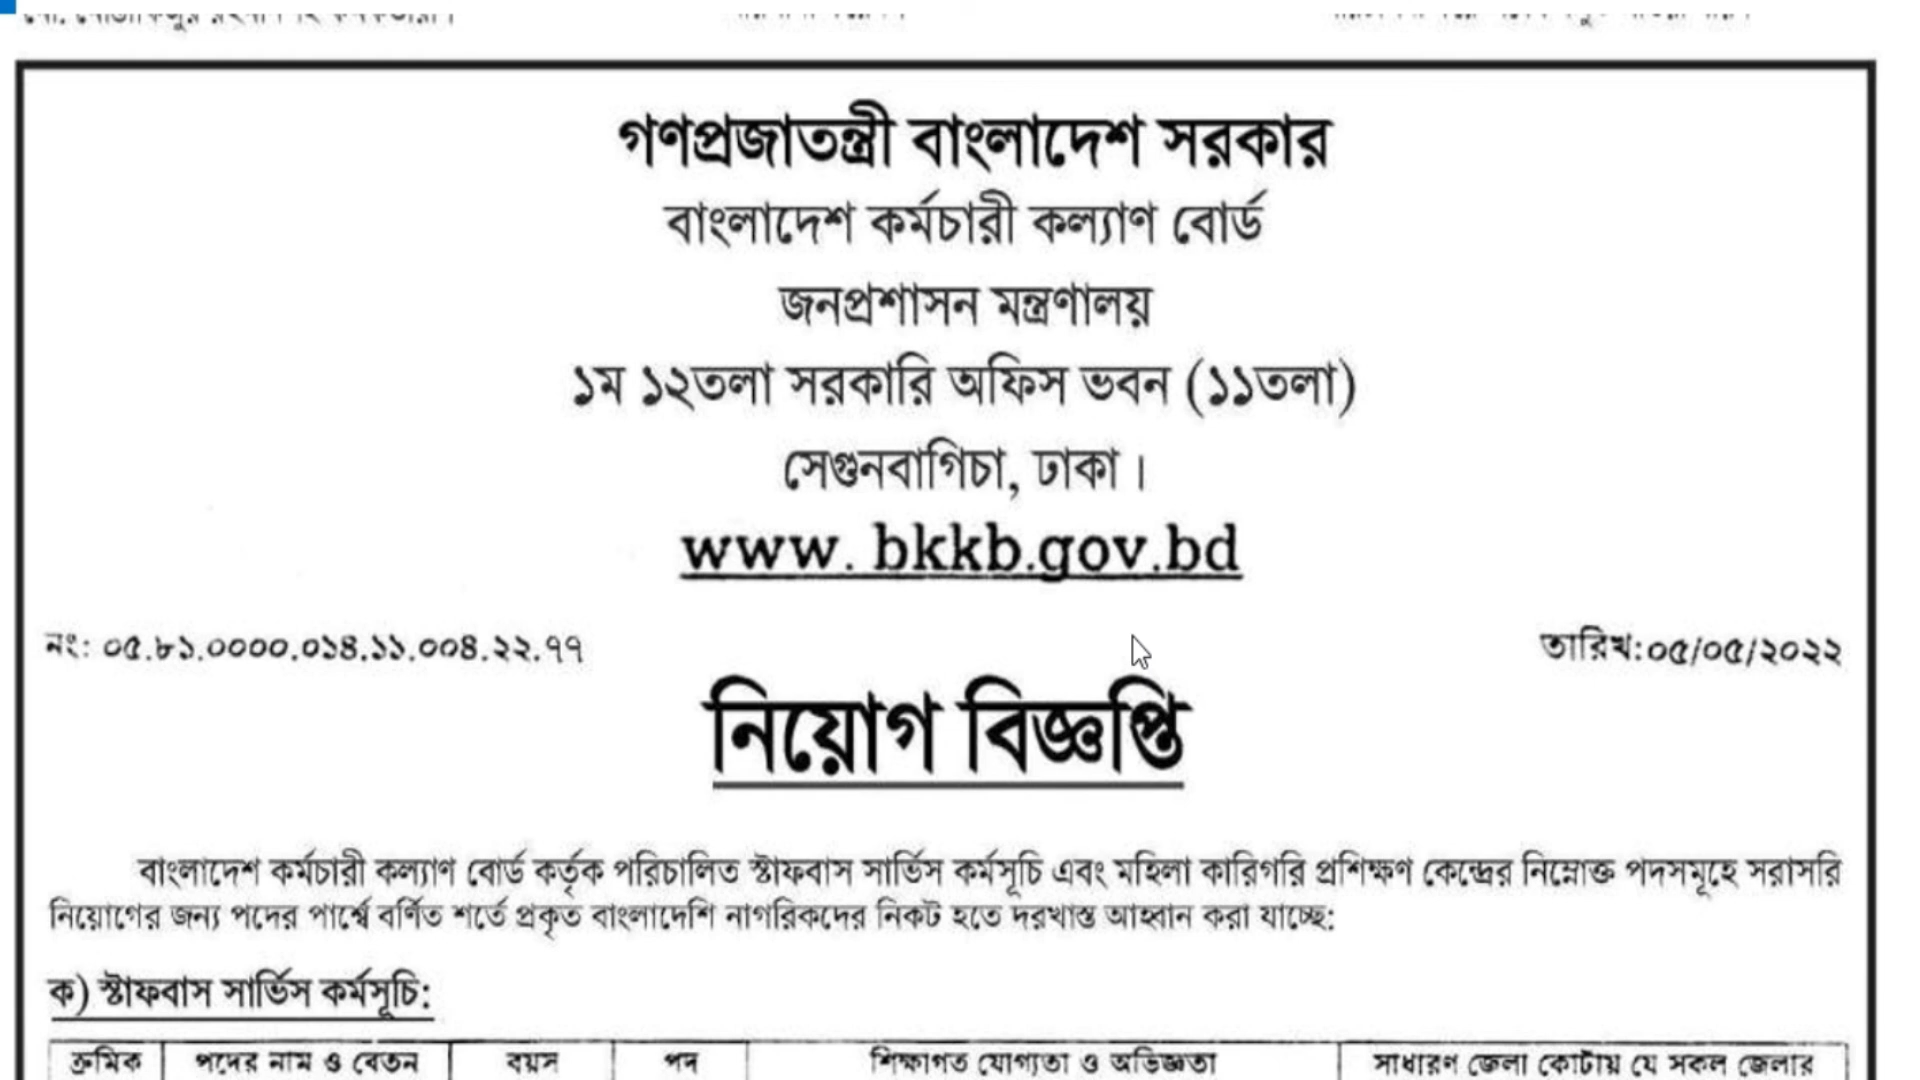 গণপ্রজাতন্ত্রী বাংলাদেশ সরকার
বাংলাদেশ কর্মচারী কল্যাণ বোর্ড
জনপ্রশাসন মন্ত্রণালয়
১ম ১২তলা সরকারি অফিস ভবন (১১তলা)
সেগুনবাগিচা, ঢাকা।
www. bkkb.gov.bd
নং: ০৫.৮১.০০০০.০১৪.১১.০০৪.২২.৭৭ তারিখ:০৫/০৫/২০২২
নিয়োগ বিজ্ঞপ্তি
বাংলাদেশ কর্মচারী কল্যাণ বোর্ড কর্তৃক পরিচালিত স্টাফবাস সার্ভিস কর্মসূচি এবং মহিলা কারিগরি প্রশিক্ষণ কেন্দ্রের নিম্নোক্ত পদসমূহে সরাসরি
নিয়োগের জন্য পদের পার্শ্বে বর্ণিত শর্তে প্রকৃত বাংলাদেশি নাগরিকদের নিকট হতে দরখাস্ত আহ্বান করা যাচ্ছে:
ক) স্টাফবাস সার্ভিস কর্মসূচি:
ক্রমিক পদের নাম ও বেতন বয়স পদ শিক্ষাগত যোগ্যতা ও অভিজ্ঞতা সাধারণ জেলা কোটায় যে সকল জেলার